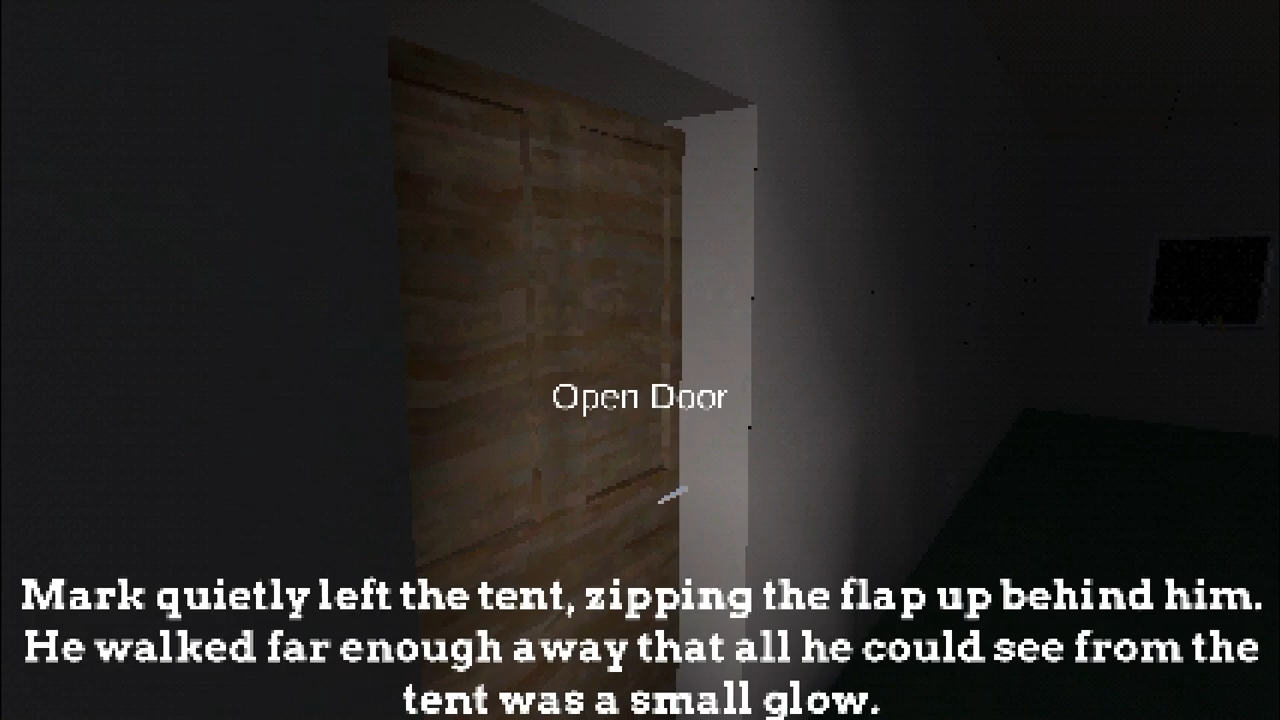 Open Door
Mark quietly left the tent, zipping the flap up behind him.
He walked far enough away that all he could see from the
tent was a small glow.